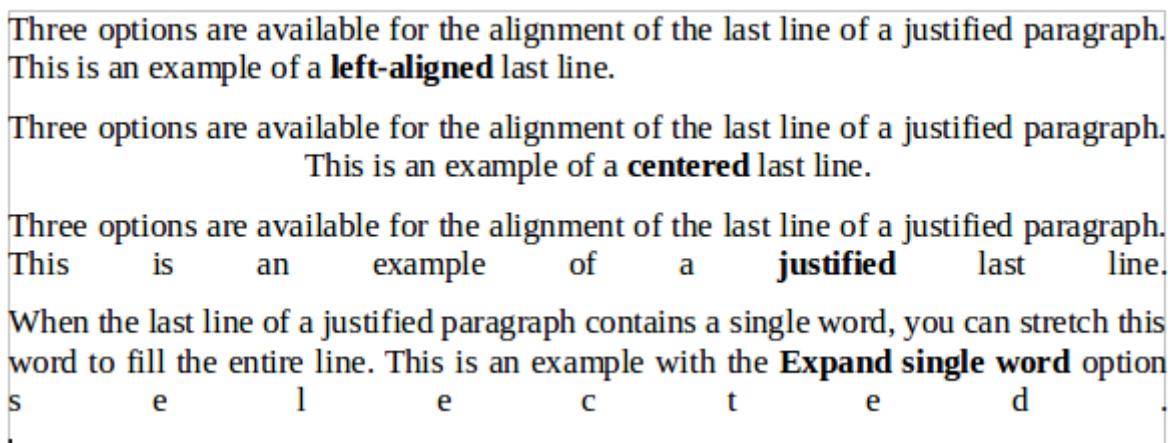 Three options are available for the alignment of the last line of a justified paragraph.
This is an example of a left-aligned last line.
Three options are available for the alignment of the last line of a justified paragraph.
This is an example of a centered last line.
Three options are available for the alignment of the last line of a justified paragraph.
This is an example of a justified last line.
When the last line of a justified paragraph contains a single word, you can stretch this
word to fill the entire line. This is an example with the Expand single word option
s e l e c t e d .